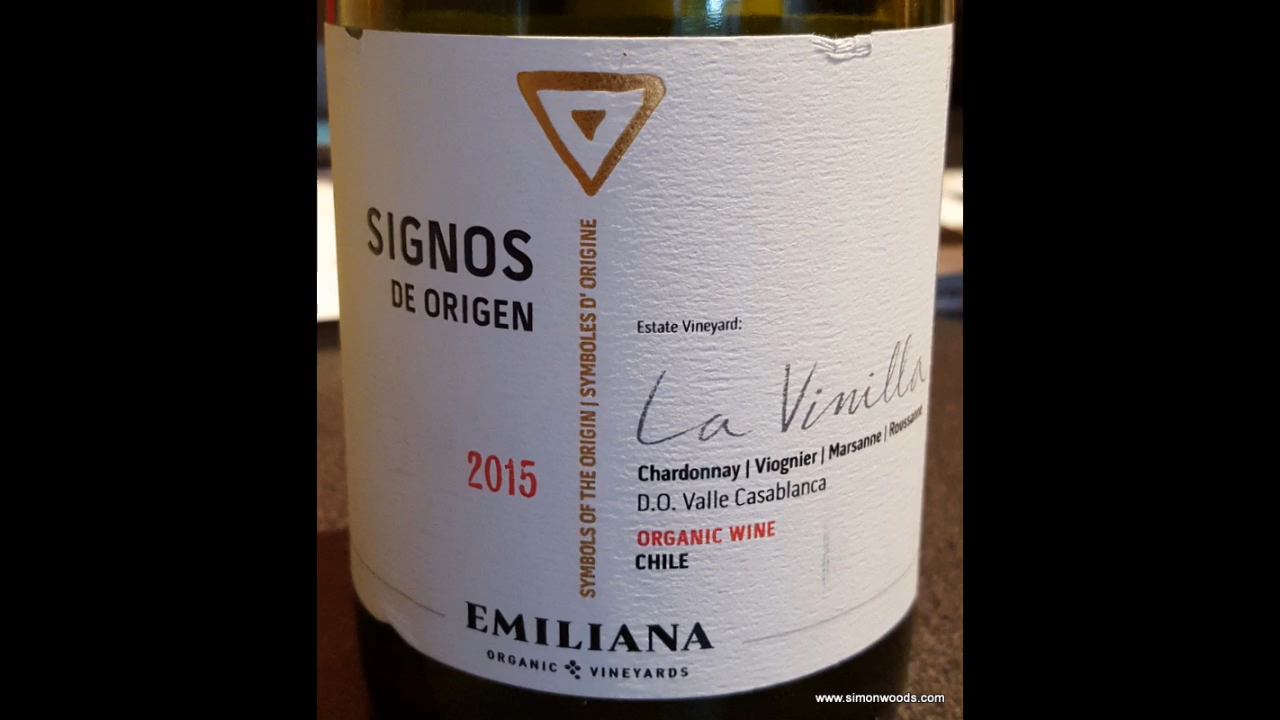 SIGNOS
DE ORIGEN
SYMBOLS OF THE ORIGIN | SYMBOLES D' ORIGINE
2015
Estate Vineyard:
La Vinilla
Chardonnay | Viognier | Marsanne | Roussanne
D.O. Valle Casablanca
ORGANIC WINE
CHILE
EMILIANA
ORGANIC VINEYARDS
www.simonwoods.com